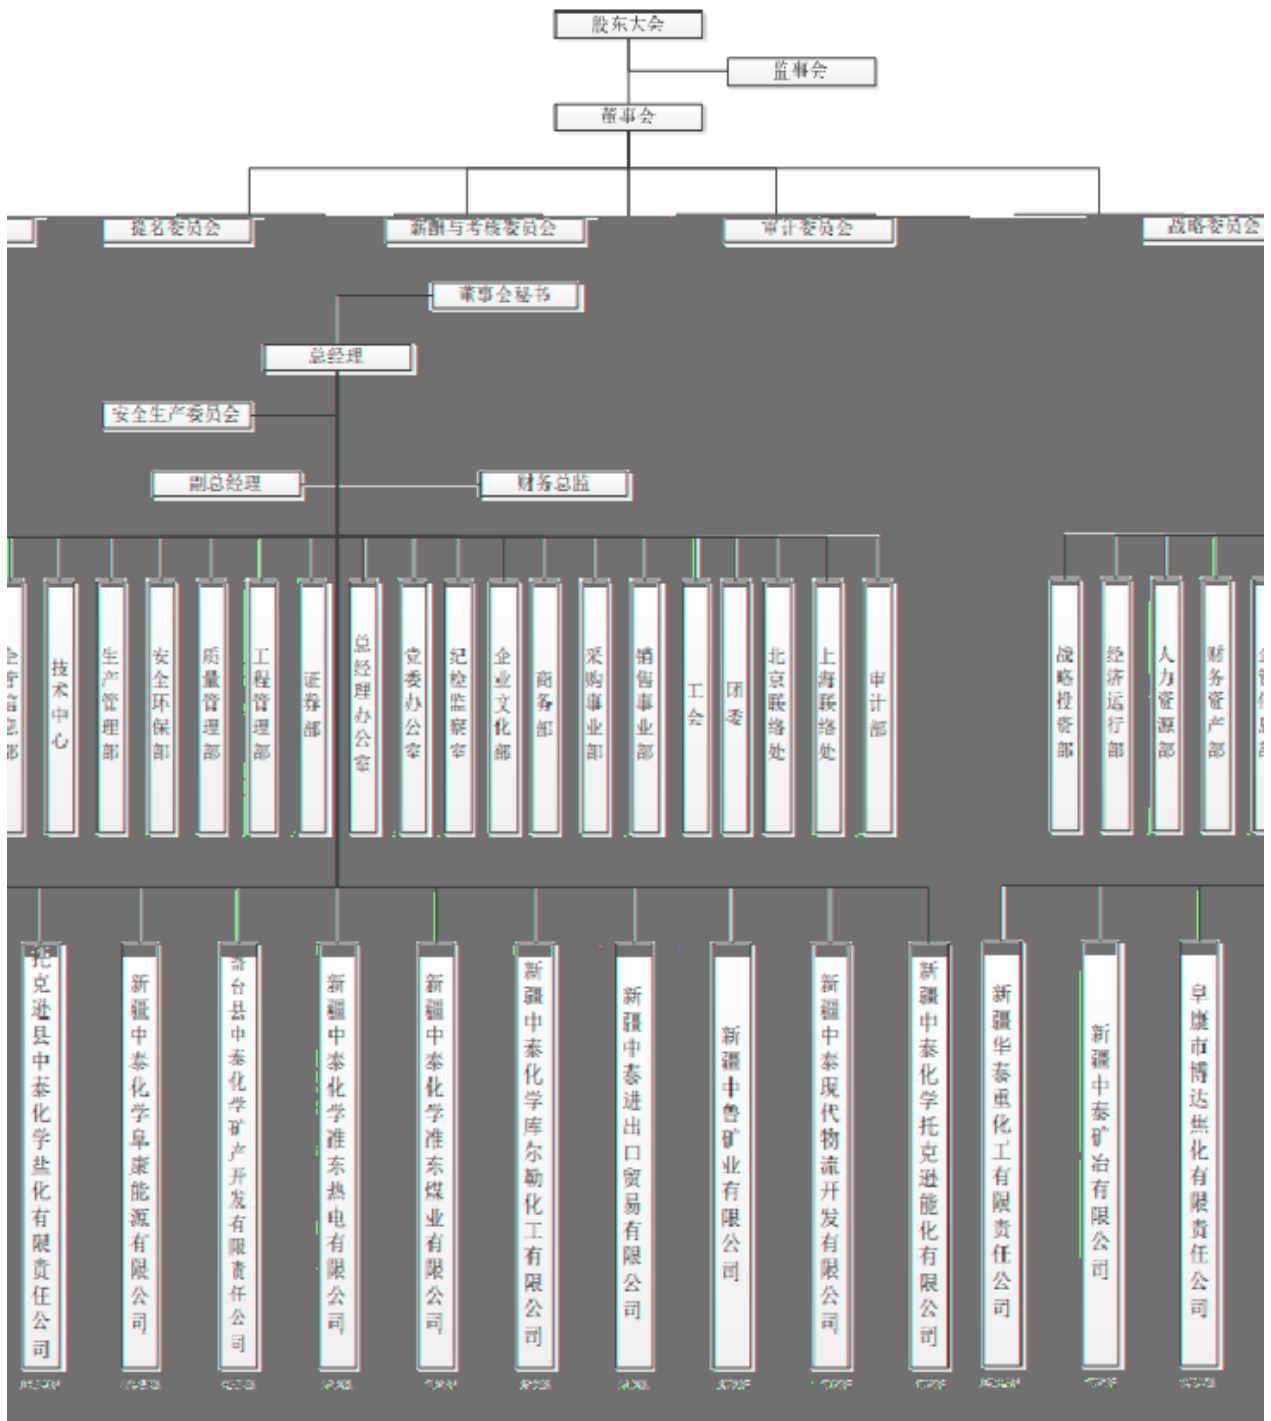 股东大会
监事会
董事会
提名委员会
薪酬与考核委员会
审计委员会
战略委员会
董事会秘书
总经理
安全生产委员会
副总经理
财务总监
技术中心
生产管理部
安全环保部
质量管理部
工程管理部
证券部
总经理办公室
党委办公室
纪检监察室
企业文化部
商务部
采购事业部
销售事业部
工会
团委
北京联络处
上海联络处
审计部
战略投资部
经济运行部
人力资源部
财务资产部
托克逊县中泰化学盐化有限责任公司
新疆中泰化学阜康能源有限公司
奇台县中泰化学矿产开发有限责任公司
新疆中泰化学准东热电有限公司
新疆中泰化学准东煤业有限公司
新疆中泰化学库尔勒化工有限公司
新疆中泰进出口贸易有限公司
新疆中鲁矿业有限公司
新疆中泰现代物流开发有限公司
新疆中泰化学托克逊能化有限公司
新疆华泰重化工有限责任公司
新疆中泰矿冶有限公司
阜康市博达焦化有限责任公司